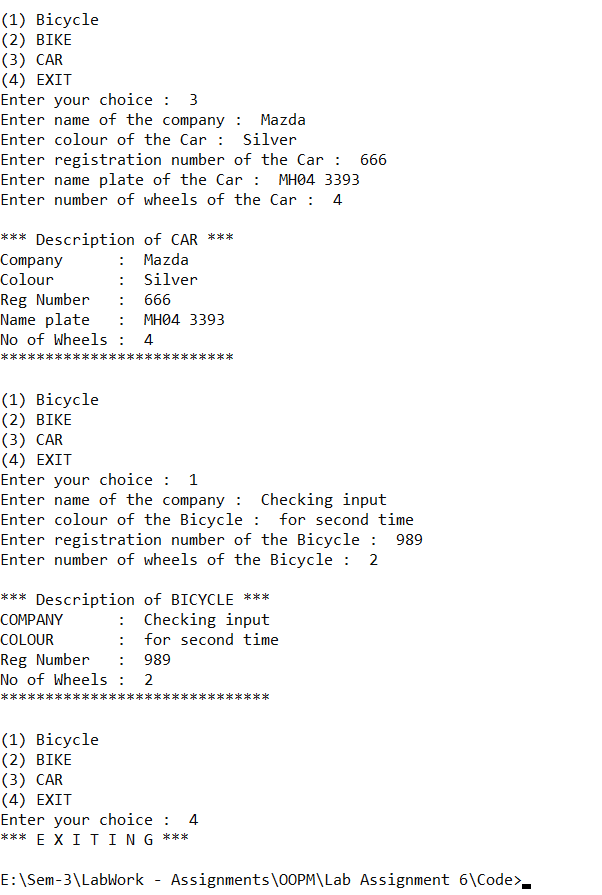 (1) Bicycle
(2) BIKE
(3) CAR
(4) EXIT
Enter your choice :  3
Enter name of the company :  Mazda
Enter colour of the Car :  Silver
Enter registration number of the Car :  666
Enter name plate of the Car :  MH04 3393
Enter number of wheels of the Car :  4

*** Description of CAR ***
Company      :  Mazda
Colour       :  Silver
Reg Number   :  666
Name plate   :  MH04 3393
No of Wheels :  4
**************************

(1) Bicycle
(2) BIKE
(3) CAR
(4) EXIT
Enter your choice :  1
Enter name of the company :  Checking input
Enter colour of the Bicycle :  for second time
Enter registration number of the Bicycle :  989
Enter number of wheels of the Bicycle :  2

*** Description of BICYCLE ***
COMPANY      :  Checking input
COLOUR       :  for second time
Reg Number   :  989
No of Wheels :  2
******************************

(1) Bicycle
(2) BIKE
(3) CAR
(4) EXIT
Enter your choice :  4
*** E X I T I N G ***

E:\Sem-3\LabWork - Assignments\OOPM\Lab Assignment 6\Code>